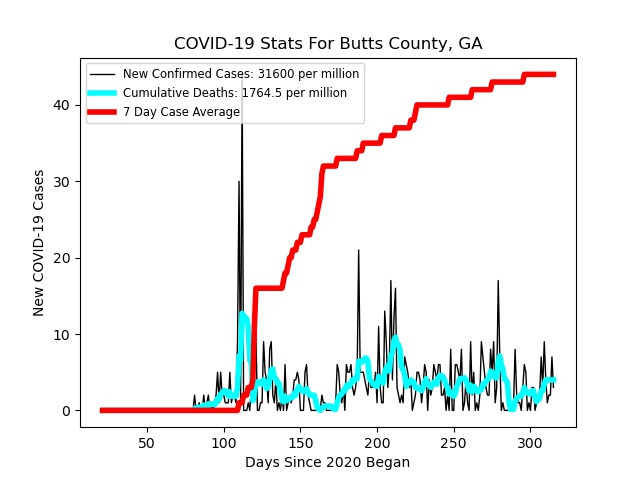 COVID-19 Stats For Butts County, GA
New Confirmed Cases: 31600 per million
Cumulative Deaths: 1764.5 per million
7 Day Case Average
New COVID-19 Cases
40
30
20
10
0
50 100 150 200 250 300
Days Since 2020 Began